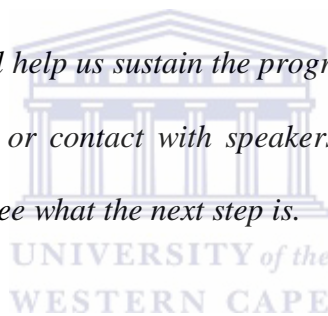 help us sustain the progr
or contact with speakers
ee what the next step is.
UNIVERSITY of the
WESTERN CAPE